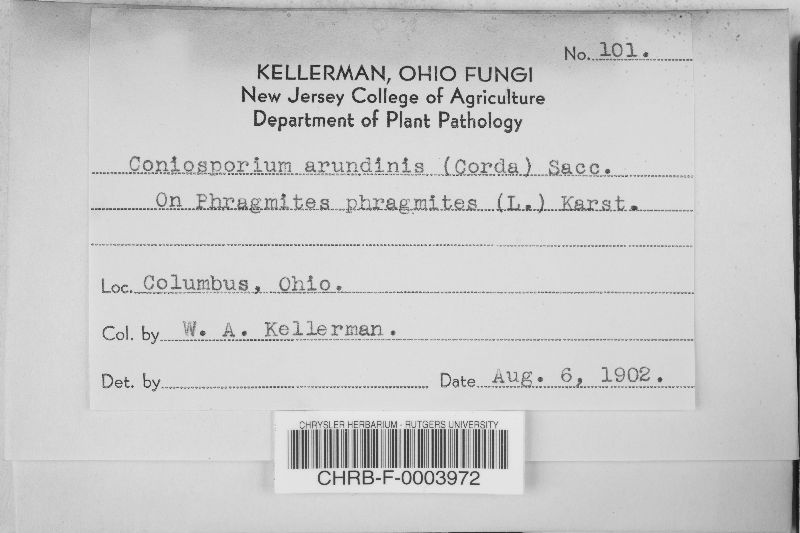 No. 101.
KELLERMAN, OHIO FUNGI
New Jersey College of Agriculture
Department of Plant Pathology
Coniosporium arundinis (Corda) Sacc.
On Phragmites phragmites (L.) Karst.
Loc. Columbus, Ohio.
Col. by W. A. Kellerman.
Det. by Date Aug. 6, 1902.
CHRYSLER HERBARIUM - RUTGERS UNIVERSITY
CHRB-F-0003972